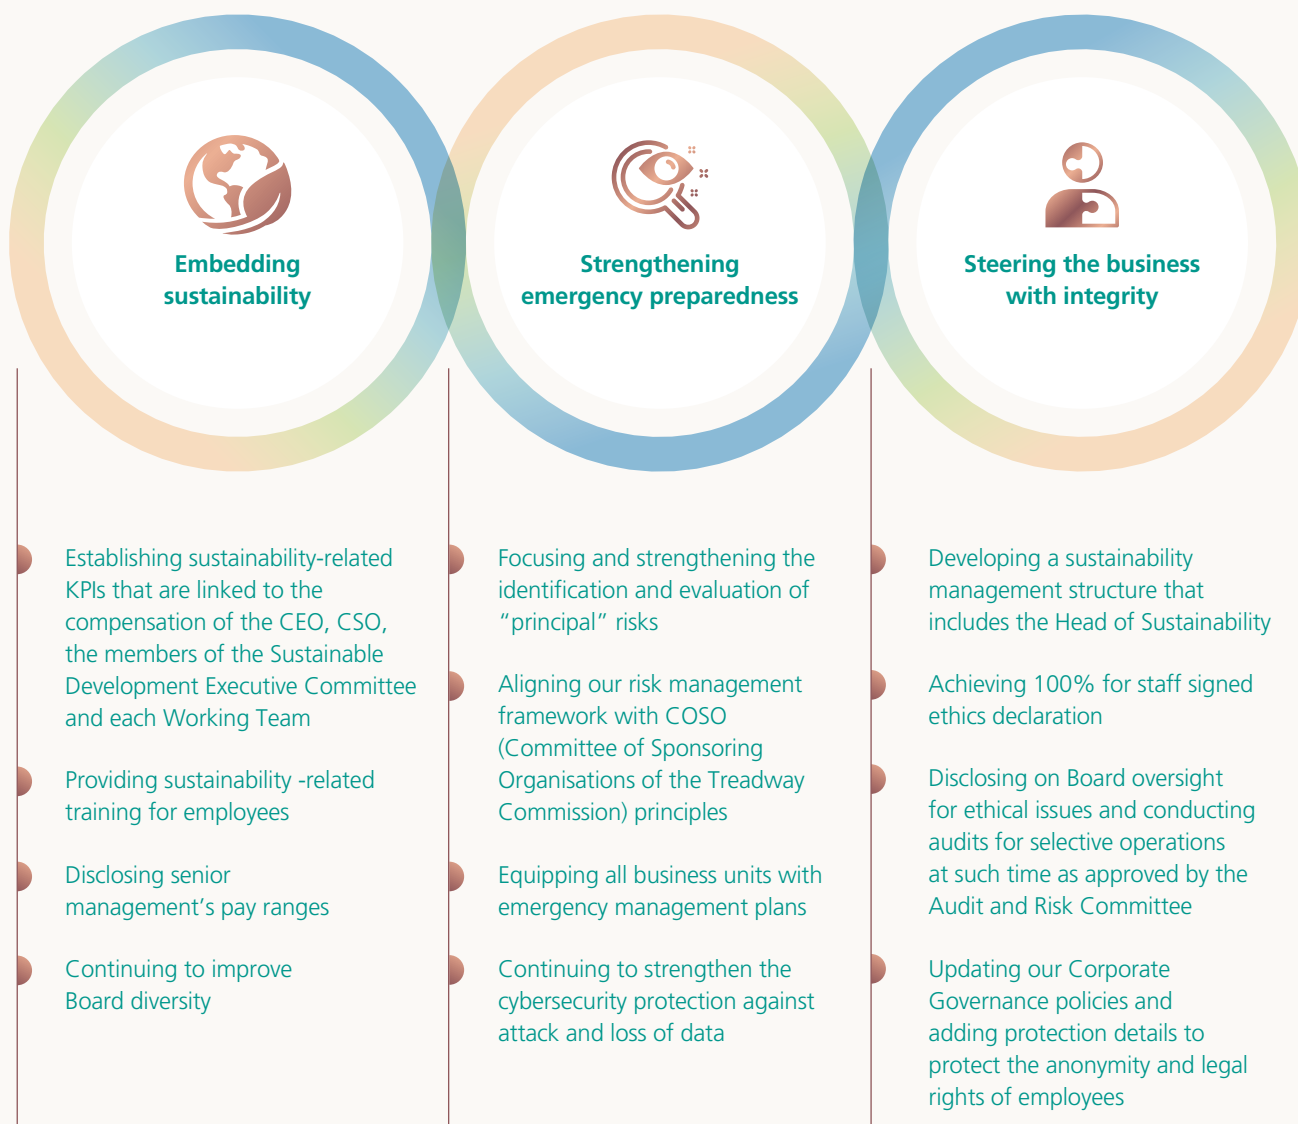 Embedding
sustainability
Strengthening
emergency preparedness
Steering the business
with integrity
Establishing sustainability-related
KPIs that are linked to the
compensation of the CEO, CSO,
the members of the Sustainable
Development Executive Committee
and each Working Team
Providing sustainability -related
training for employees
Disclosing senior
management’s pay ranges
Continuing to improve
Board diversity
Focusing and strengthening the
identification and evaluation of
“principal” risks
Aligning our risk management
framework with COSO
(Committee of Sponsoring
Organisations of the Treadway
Commission) principles
Equipping all business units with
emergency management plans
Continuing to strengthen the
cybersecurity protection against
attack and loss of data
Developing a sustainability
management structure that
includes the Head of Sustainability
Achieving 100% for staff signed
ethics declaration
Disclosing on Board oversight
for ethical issues and conducting
audits for selective operations
at such time as approved by the
Audit and Risk Committee
Updating our Corporate
Governance policies and
adding protection details to
protect the anonymity and legal
rights of employees